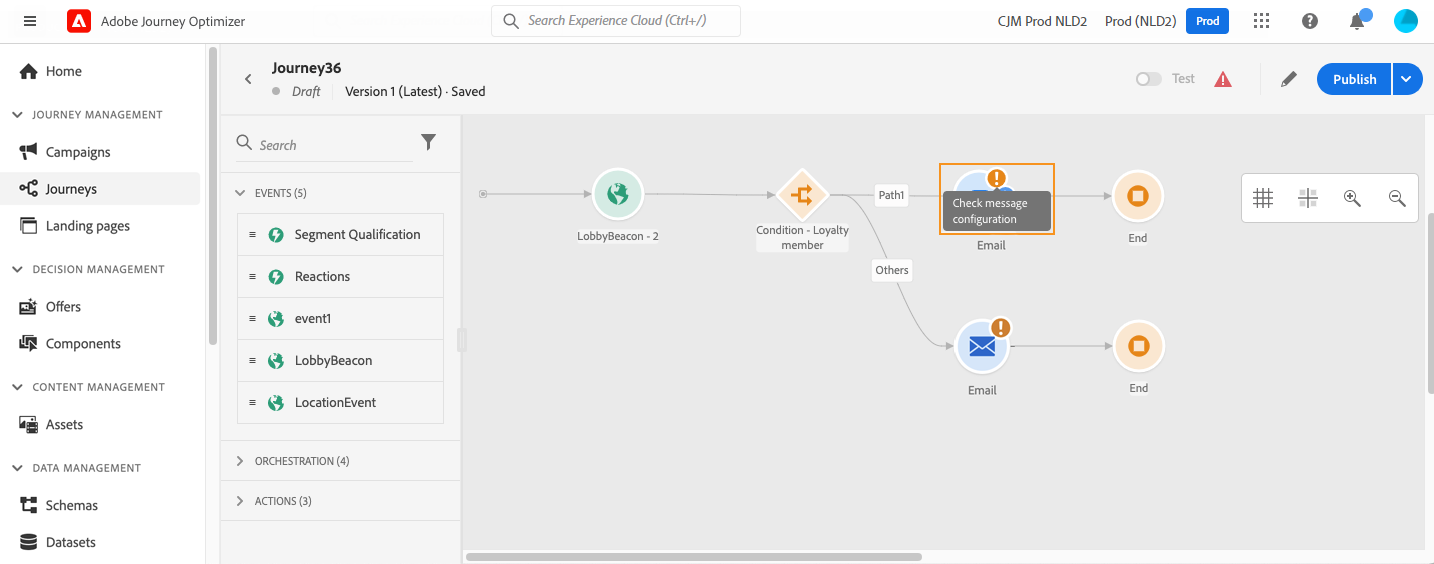 Adobe Journey Optimizer
Search Experience Cloud (Ctrl+/)
CJM Prod NLD2
Prod (NLD2)
Prod
Home
JOURNEY MANAGEMENT
Campaigns
Journeys
Landing pages
DECISION MANAGEMENT
Offers
Components
CONTENT MANAGEMENT
Assets
DATA MANAGEMENT
Schemas
Datasets
Journey36
Draft
Version 1 (Latest) · Saved
Test
Publish
Search
EVENTS (5)
Segment Qualification
Reactions
event1
LobbyBeacon
LocationEvent
ORCHESTRATION (4)
ACTIONS (3)
LobbyBeacon - 2
Condition - Loyalty
member
Path1
Others
Check message
configuration
Email
End
Email
End